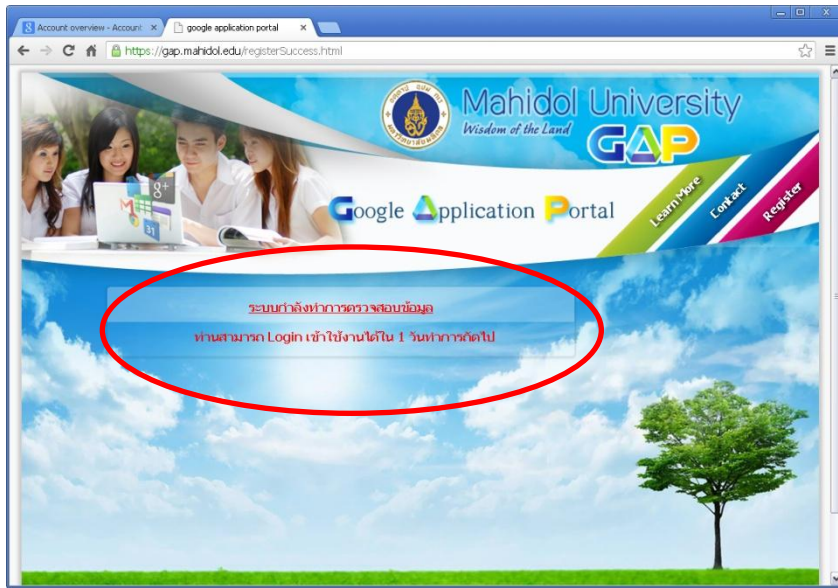 Account overview - Account
google application portal
https://gap.mahidol.edu/registerSuccess.html
Mahidol University
Wisdom of the Land
GAP
Google Application Portal
Learn More
Contact
Register
ระบบกำลังทำการตรวจสอบข้อมูล
ท่านสามารถ Login เข้าใช้งานได้ใน 1 วันทำการถัดไป